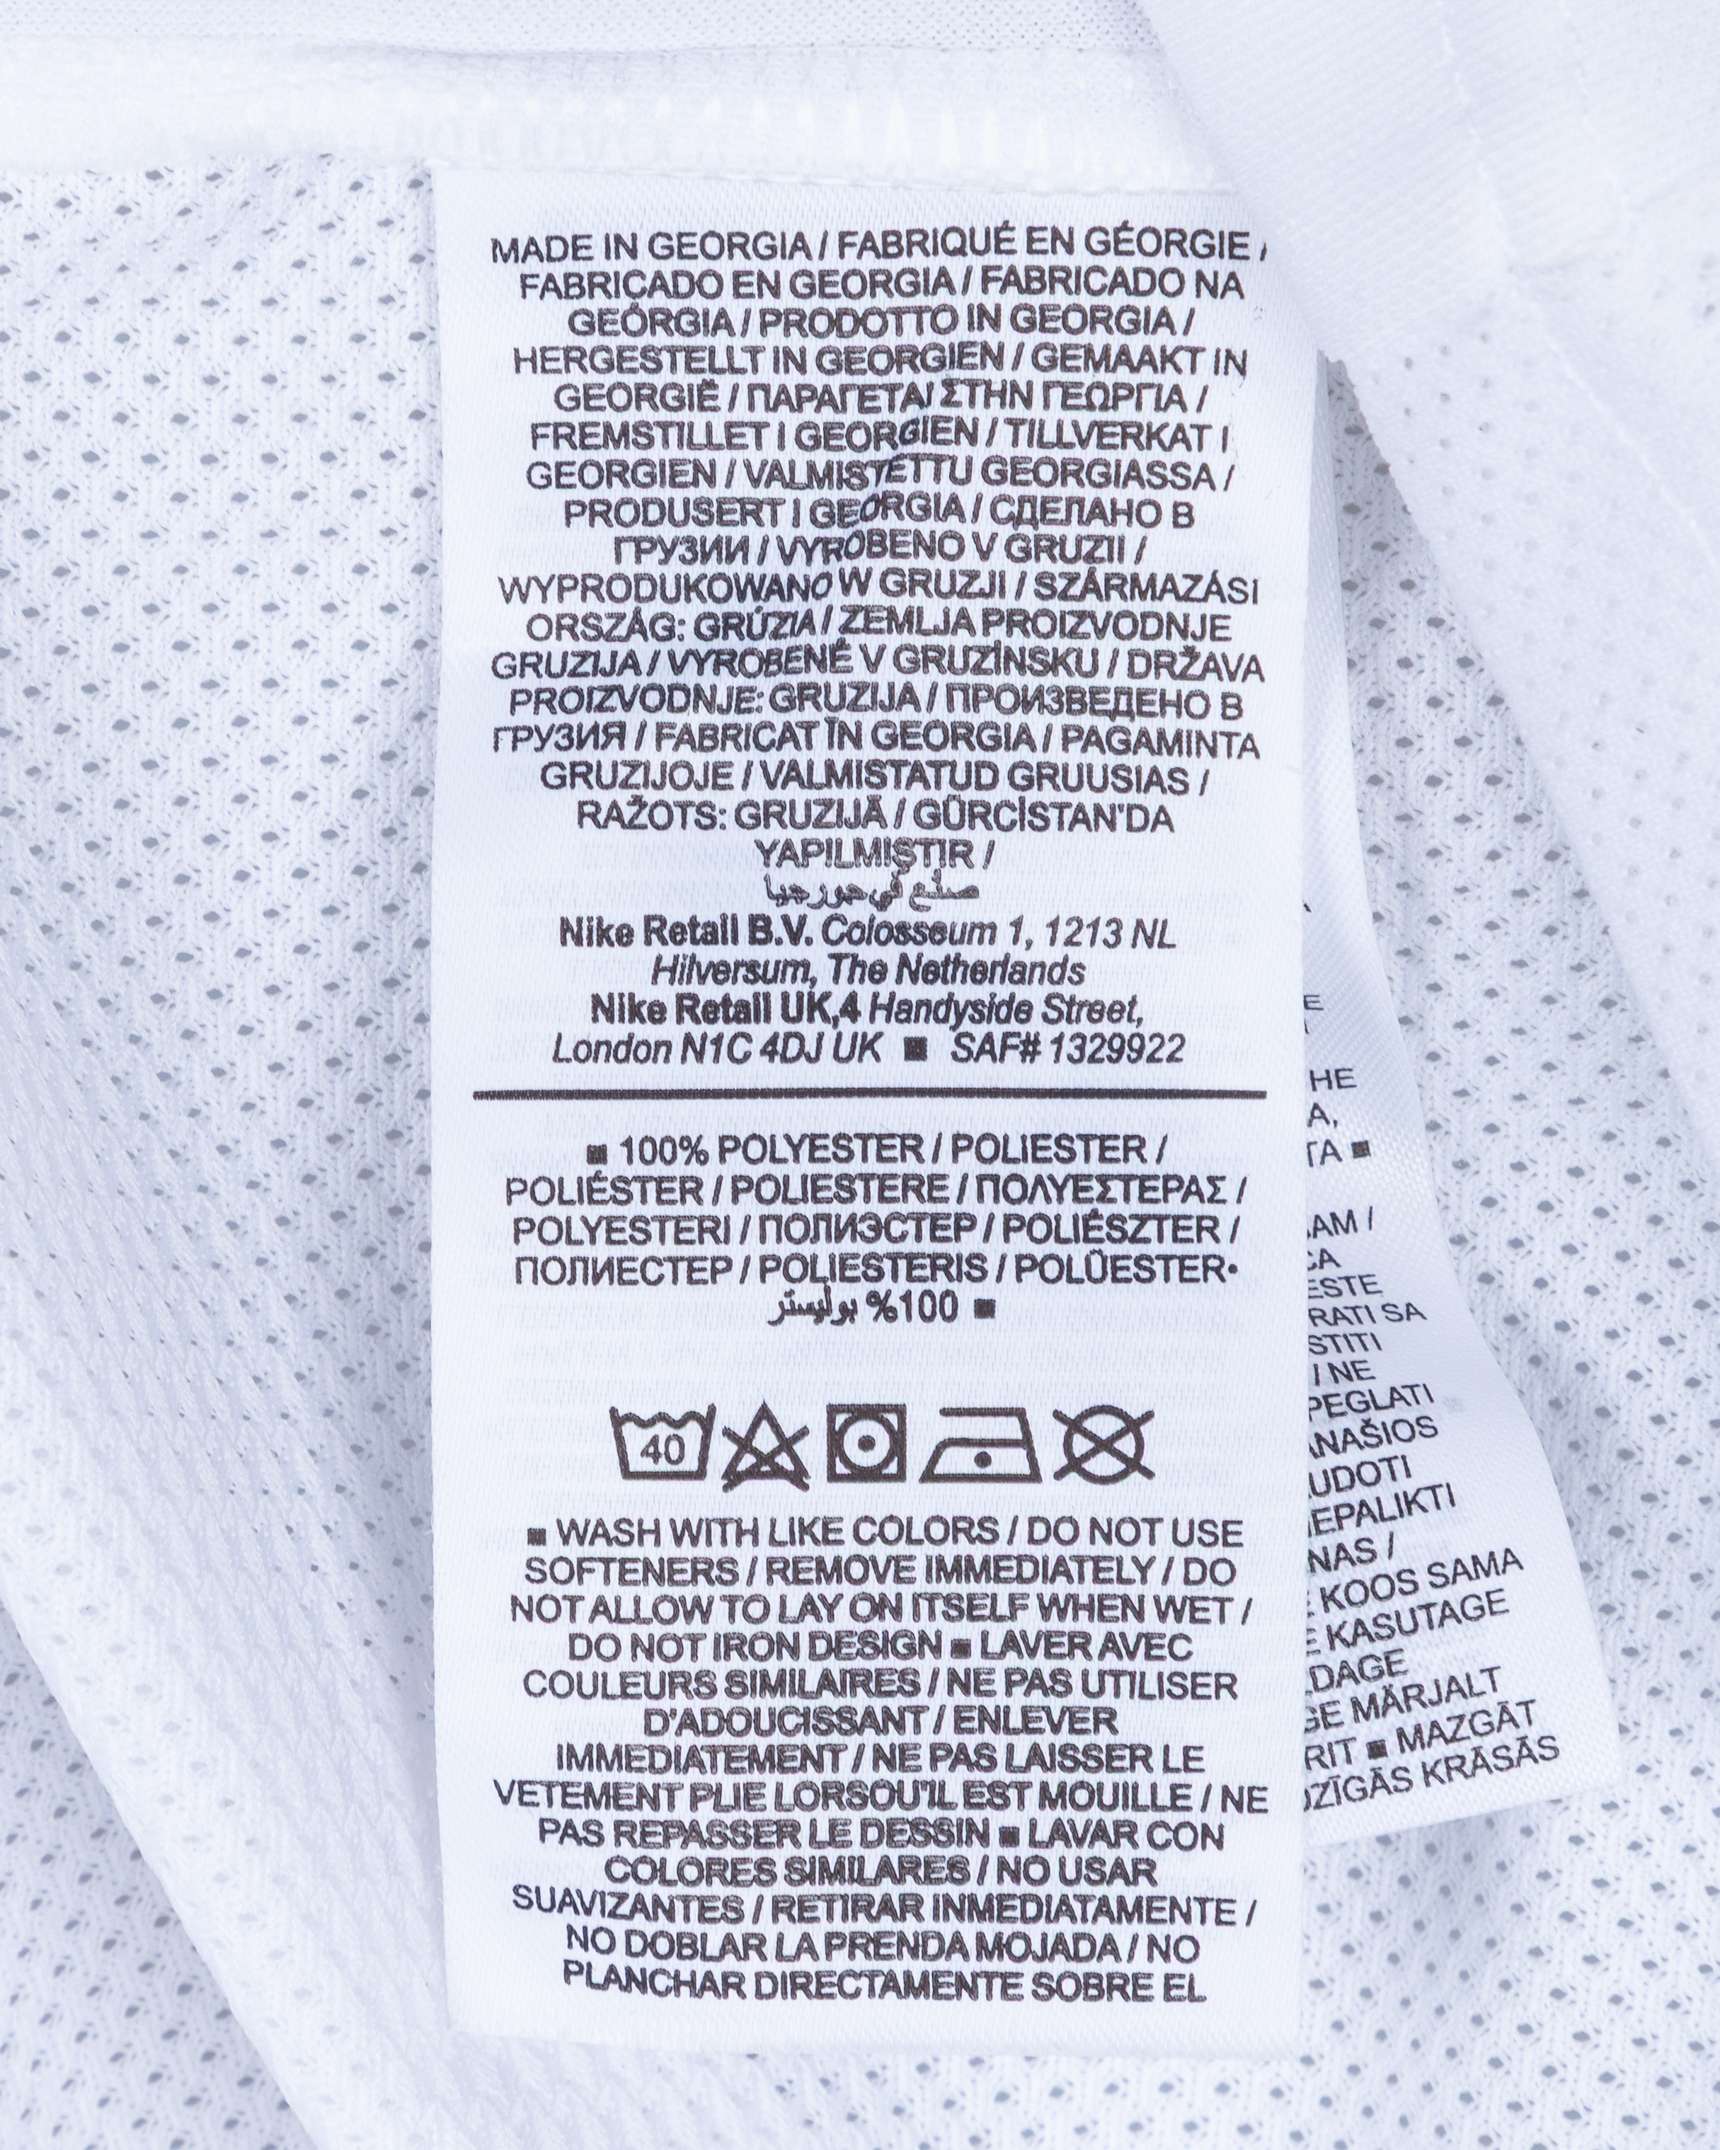 MADE IN GEORGIA / FABRIQUÉ EN GÉORGIE /
FABRICADO EN GEORGIA / FABRICADO NA
GEÓRGIA / PRODOTTO IN GEORGIA /
HERGESTELLT IN GEORGIEN / GEMAAKT IN
GEORGIË / ΠΑΡΑΓΕΤΑΙ ΣΤΗΝ ΓΕΩΡΓΙΑ /
FREMSTILLET I GEORGIEN / TILLVERKAT I
GEORGIEN / VALMISTETTU GEORGIASSA /
PRODUSERT I GEORGIA / СДЕЛАНО В
ГРУЗИИ / VYROBENO V GRUZII /
WYPRODUKOWANO W GRUZJI / SZÁRMAZÁSI
ORSZÁG: GRÚZIA / ZEMLJA PROIZVODNJE
GRUZIJA / VYROBENÉ V GRUZÍNSKU / DRŽAVA
PROIZVODNJE: GRUZIJA / ПРОИЗВЕДЕНО В
ГРУЗИЯ / FABRICAT ÎN GEORGIA / PAGAMINTA
GRUZIJOJE / VALMISTATUD GRUUSIAS /
RAŽOTS: GRUZIJĀ / GÜRCİSTAN'DA
YAPILMIŞTIR /
صنع في جورجيا
Nike Retail B.V. Colosseum 1, 1213 NL
Hilversum, The Netherlands
Nike Retail UK,4 Handyside Street,
London N1C 4DJ UK ■ SAF# 1329922
■ 100% POLYESTER / POLIESTER /
POLIÉSTER / POLIESTERE / ΠΟΛΥΕΣΤΕΡΑΣ /
POLYESTERI / ПОЛИЭСТЕР / POLIÉSZTER /
ПОЛИЕСТЕР / POLIESTERIS / POLÜESTER•
■ 100% بوليستر
40
■ WASH WITH LIKE COLORS / DO NOT USE
SOFTENERS / REMOVE IMMEDIATELY / DO
NOT ALLOW TO LAY ON ITSELF WHEN WET /
DO NOT IRON DESIGN ■ LAVER AVEC
COULEURS SIMILAIRES / NE PAS UTILISER
D'ADOUCISSANT / ENLEVER
IMMEDIATEMENT / NE PAS LAISSER LE
VETEMENT PLIE LORSQU'IL EST MOUILLE / NE
PAS REPASSER LE DESSIN ■ LAVAR CON
COLORES SIMILARES / NO USAR
SUAVIZANTES / RETIRAR INMEDIATAMENTE /
NO DOBLAR LA PRENDA MOJADA / NO
PLANCHAR DIRECTAMENTE SOBRE EL
SA
/ NE
KOOS SAMA
KASUTAGE
MÄRJALT
■ MAZGĀT
KRĀSĀS